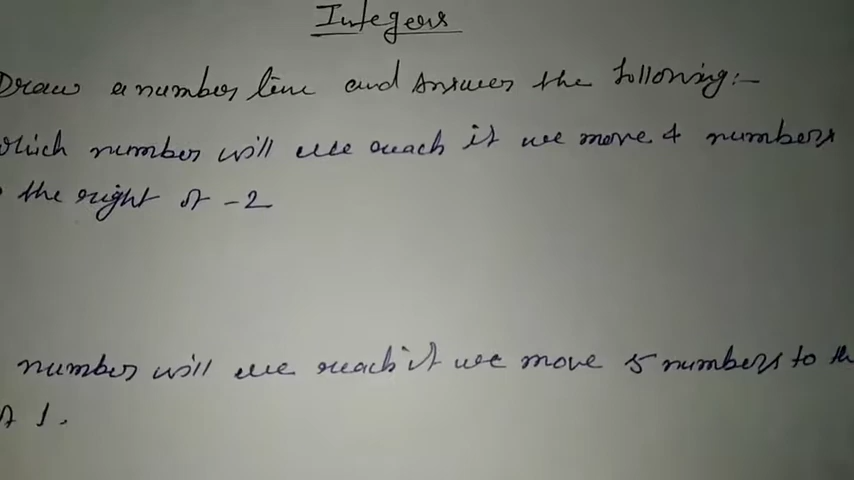 Integers
Draw a number line and Answer the following:-
which number will we reach if we move 4 numbers
the right of -2
number will we reach if we move 5 numbers to
of 1.